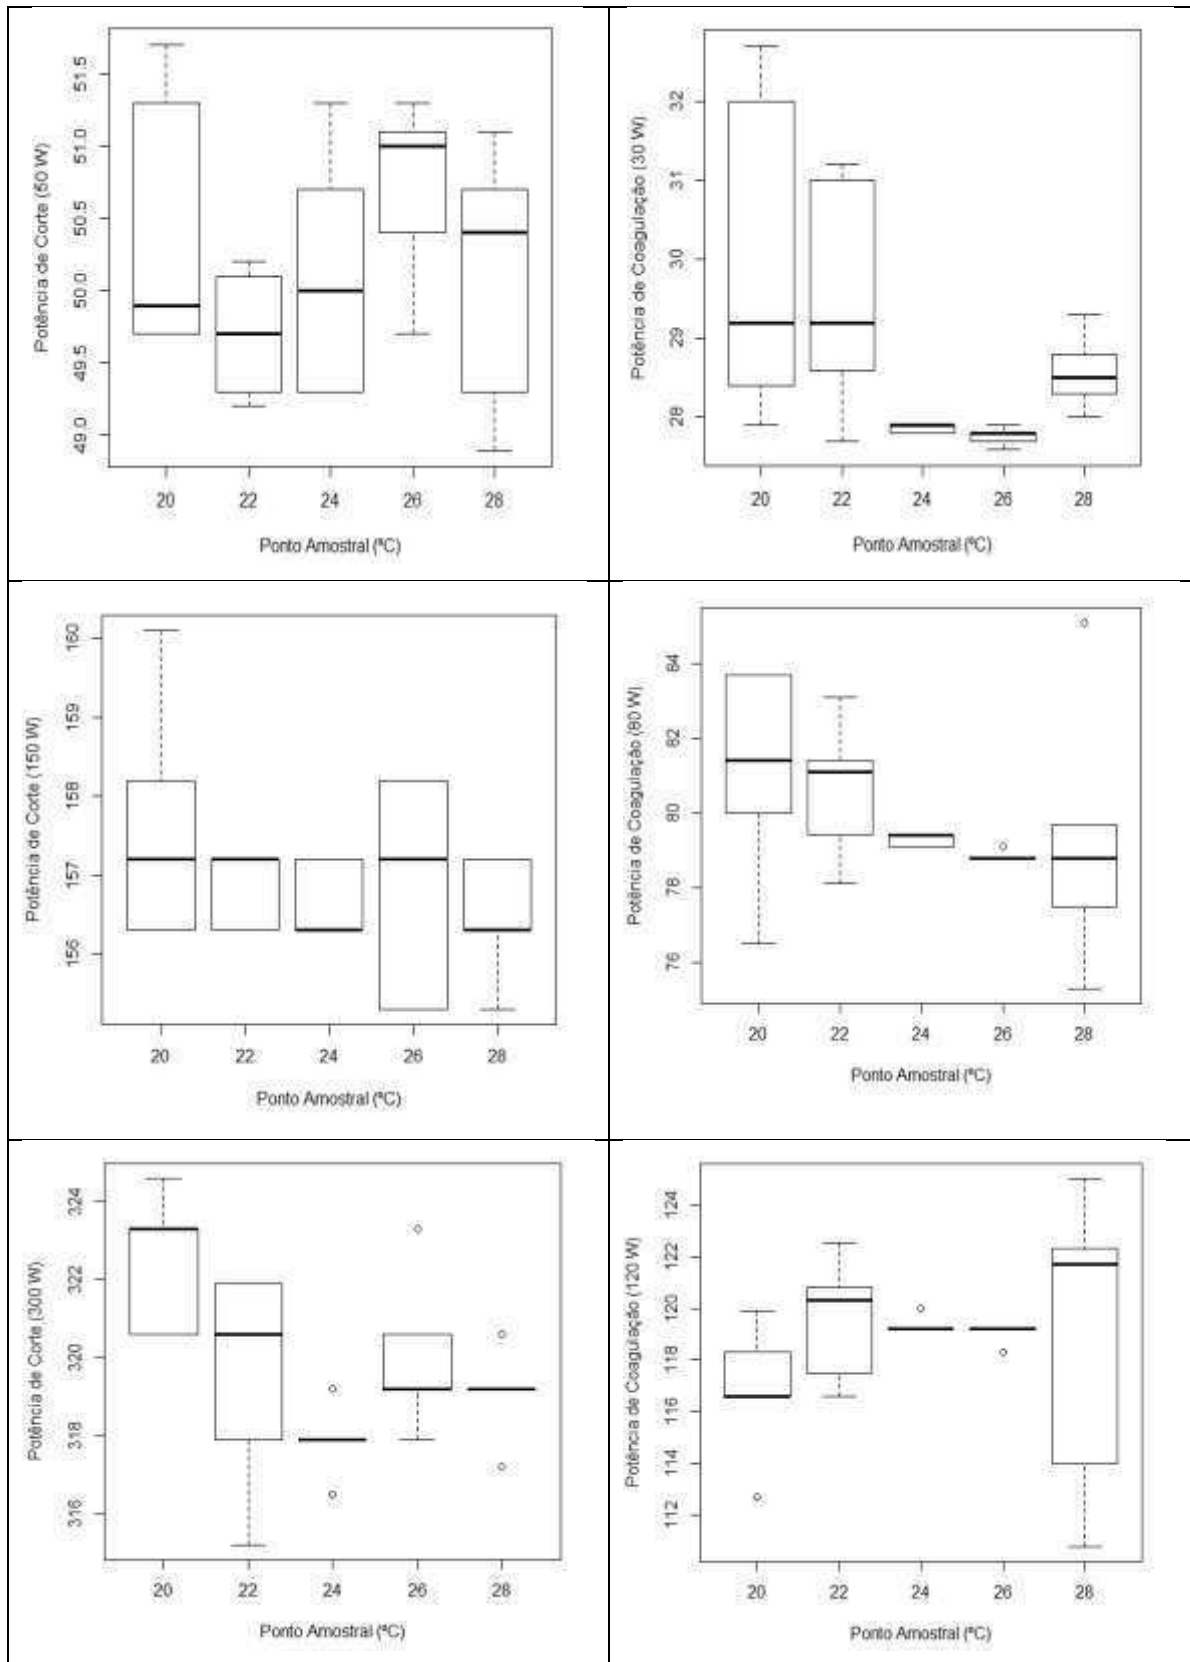 Potência de Corte (50 W)
51.5
51.0
50.5
50.0
49.5
49.0
20 22 24 26 28
Ponto Amostral (ºC)
Potência de Coagulação (30 W)
32
31
30
29
28
20 22 24 26 28
Ponto Amostral (ºC)
Potência de Corte (150 W)
160
159
158
157
156
20 22 24 26 28
Ponto Amostral (ºC)
Potência de Coagulação (80 W)
84
82
80
78
76
20 22 24 26 28
Ponto Amostral (ºC)
Potência de Corte (300 W)
324
322
320
318
316
20 22 24 26 28
Ponto Amostral (ºC)
Potência de Coagulação (120 W)
124
122
120
118
116
114
112
20 22 24 26 28
Ponto Amostral (ºC)